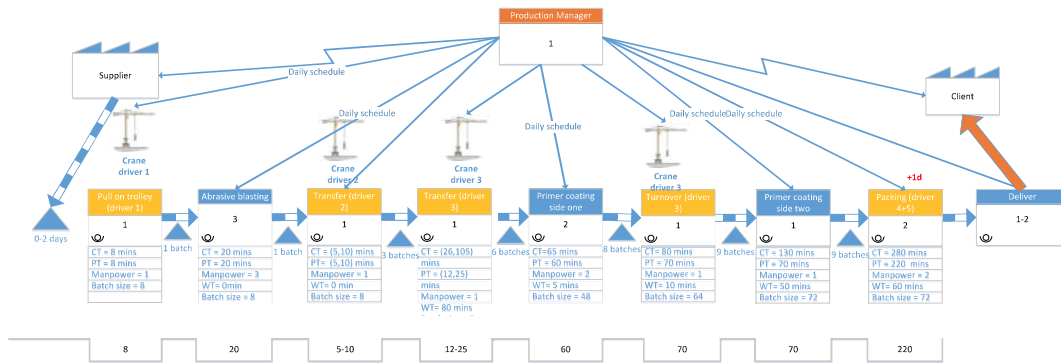 Production Manager
1
Supplier
Client
Daily schedule
Daily schedule
Daily schedule
Daily schedule
Daily schedule
Crane
driver 1
Crane
driver 2
Crane
driver 3
Crane
driver 3
+1d
0-2 days
Pull on trolley
(driver 1)
1
CT = 8 mins
PT = 8 mins
Manpower = 1
Batch size = 8
1 batch
Abrasive blasting
3
CT = 20 mins
PT = 20 mins
Manpower = 3
WT= 0min
Batch size = 8
1 batch
Transfer (driver
2)
1
CT = (5,10) mins
PT = (5,10) mins
Manpower = 1
WT= 0 min
Batch size = 8
3 batches
Transfer (driver
3)
1
CT = (26,105)
mins
PT = (12,25)
mins
Manpower = 1
WT= 80 mins
6 batches
Primer coating
side one
2
CT=65 mins
PT = 60 mins
Manpower = 2
WT= 5 mins
Batch size = 48
8 batches
Turnover (driver
3)
1
CT = 80 mins
PT = 70 mins
Manpower = 1
WT= 10 mins
Batch size = 64
9 batches
Primer coating
side two
1
CT = 130 mins
PT = 70 mins
Manpower = 1
WT= 50 mins
Batch size = 72
9 batches
Packing (driver
4+5)
2
CT = 280 mins
PT = 220 mins
Manpower = 2
WT= 60 mins
Batch size = 72
Deliver
1-2
8
20
5-10
12-25
60
70
70
220